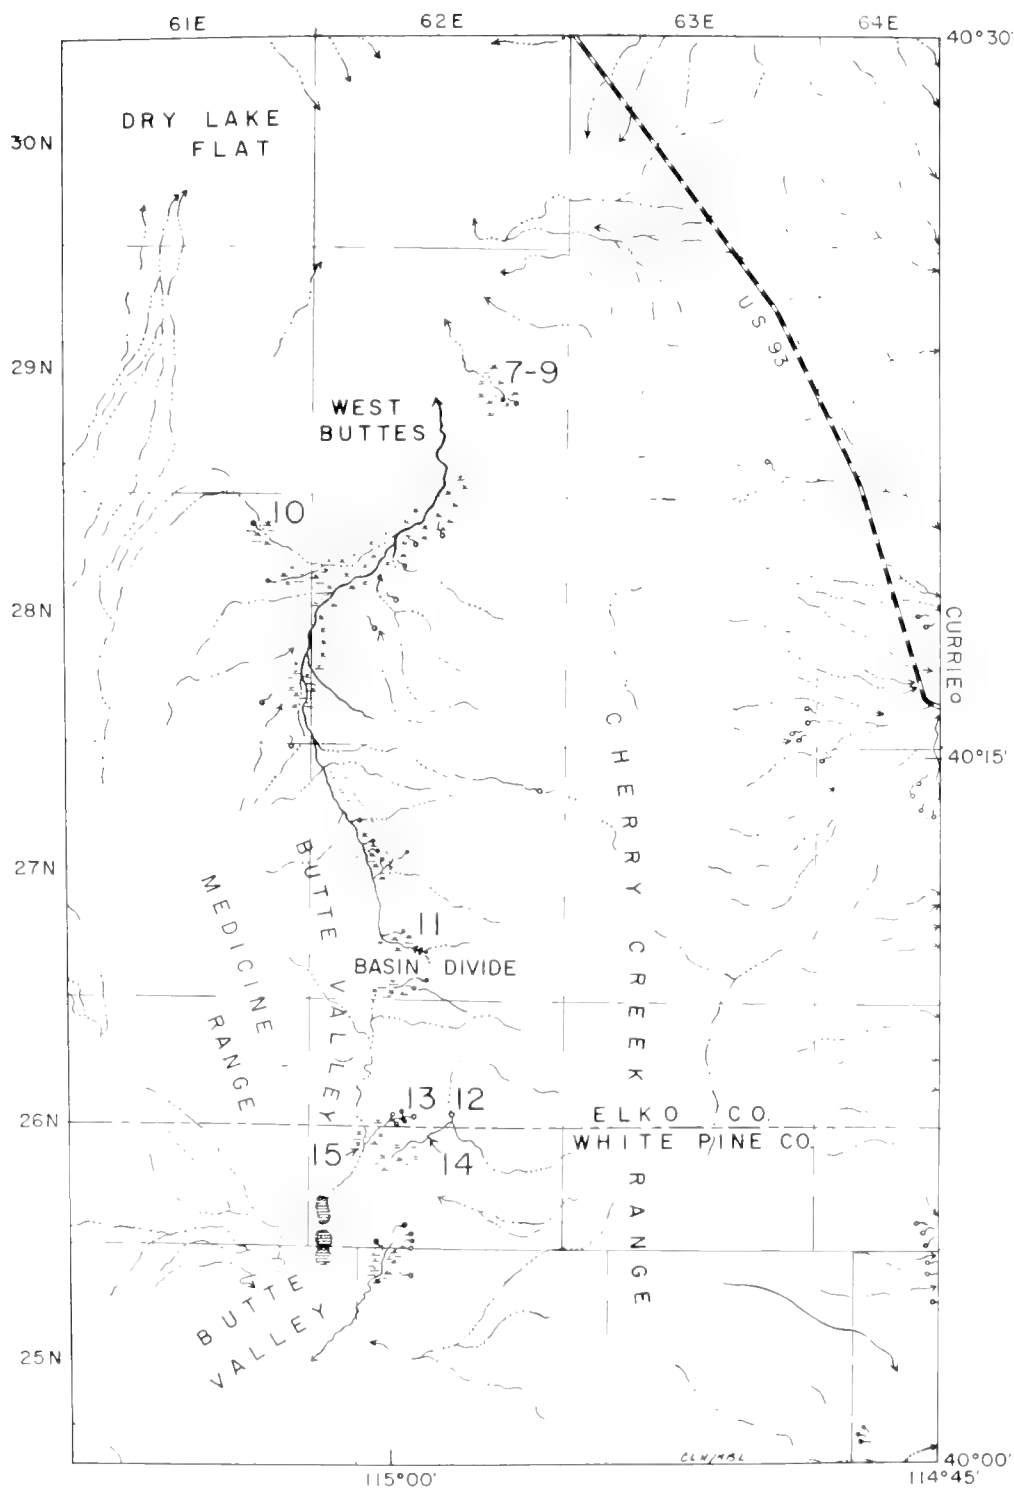 61E 62E 63E 64E
40°30'
DRY LAKE
FLAT
30N
US 93
29N
7-9
WEST
BUTTES
10
28N
CURRIE
40°15'
CHERRY CREEK RANGE
27N
BUTTE VALLEY
MEDICINE
RANGE
11
BASIN DIVIDE
26N
13 12
ELKO CO.
WHITE PINE CO.
15 14
BUTTE
VALLEY
25N
40°00'
115°00' 114°45'